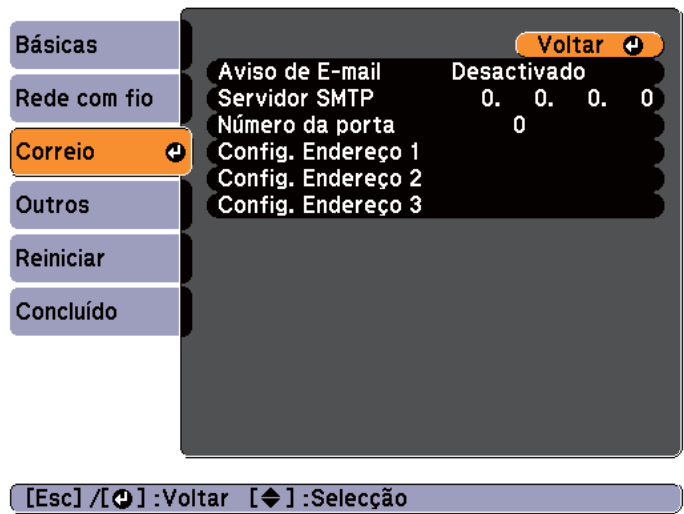 Básicas
Rede com fio
Correio
Outros
Reiniciar
Concluído
Voltar
Aviso de E-mail Desactivado
Servidor SMTP 0. 0. 0. 0
Número da porta 0
Config. Endereço 1
Config. Endereço 2
Config. Endereço 3
[Esc] /[ ] :Voltar [ ] :Selecção